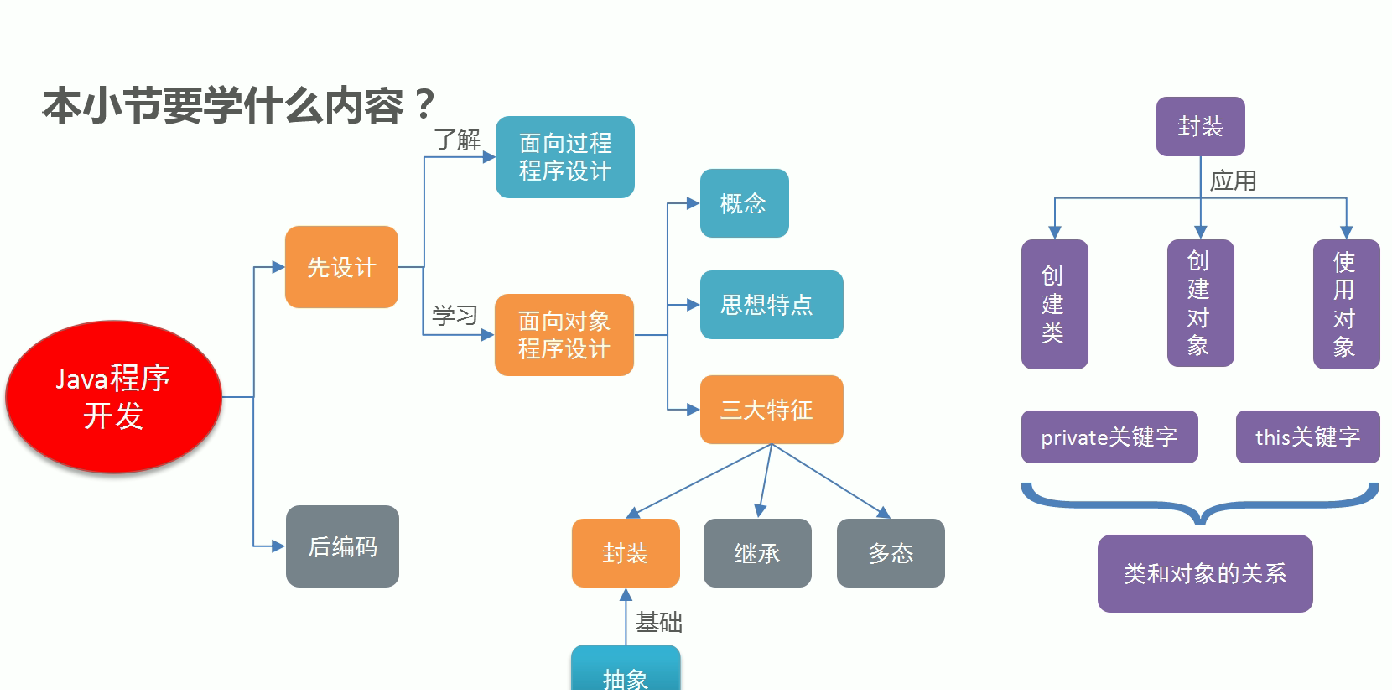 本小节要学什么内容？
了解
面向过程
程序设计
先设计
学习
面向对象
程序设计
概念
思想特点
三大特征
Java程序
开发
后编码
封装
继承
多态
基础
抽象
封装
应用
创
建
类
创
建
对
象
使
用
对
象
private关键字
this关键字
类和对象的关系